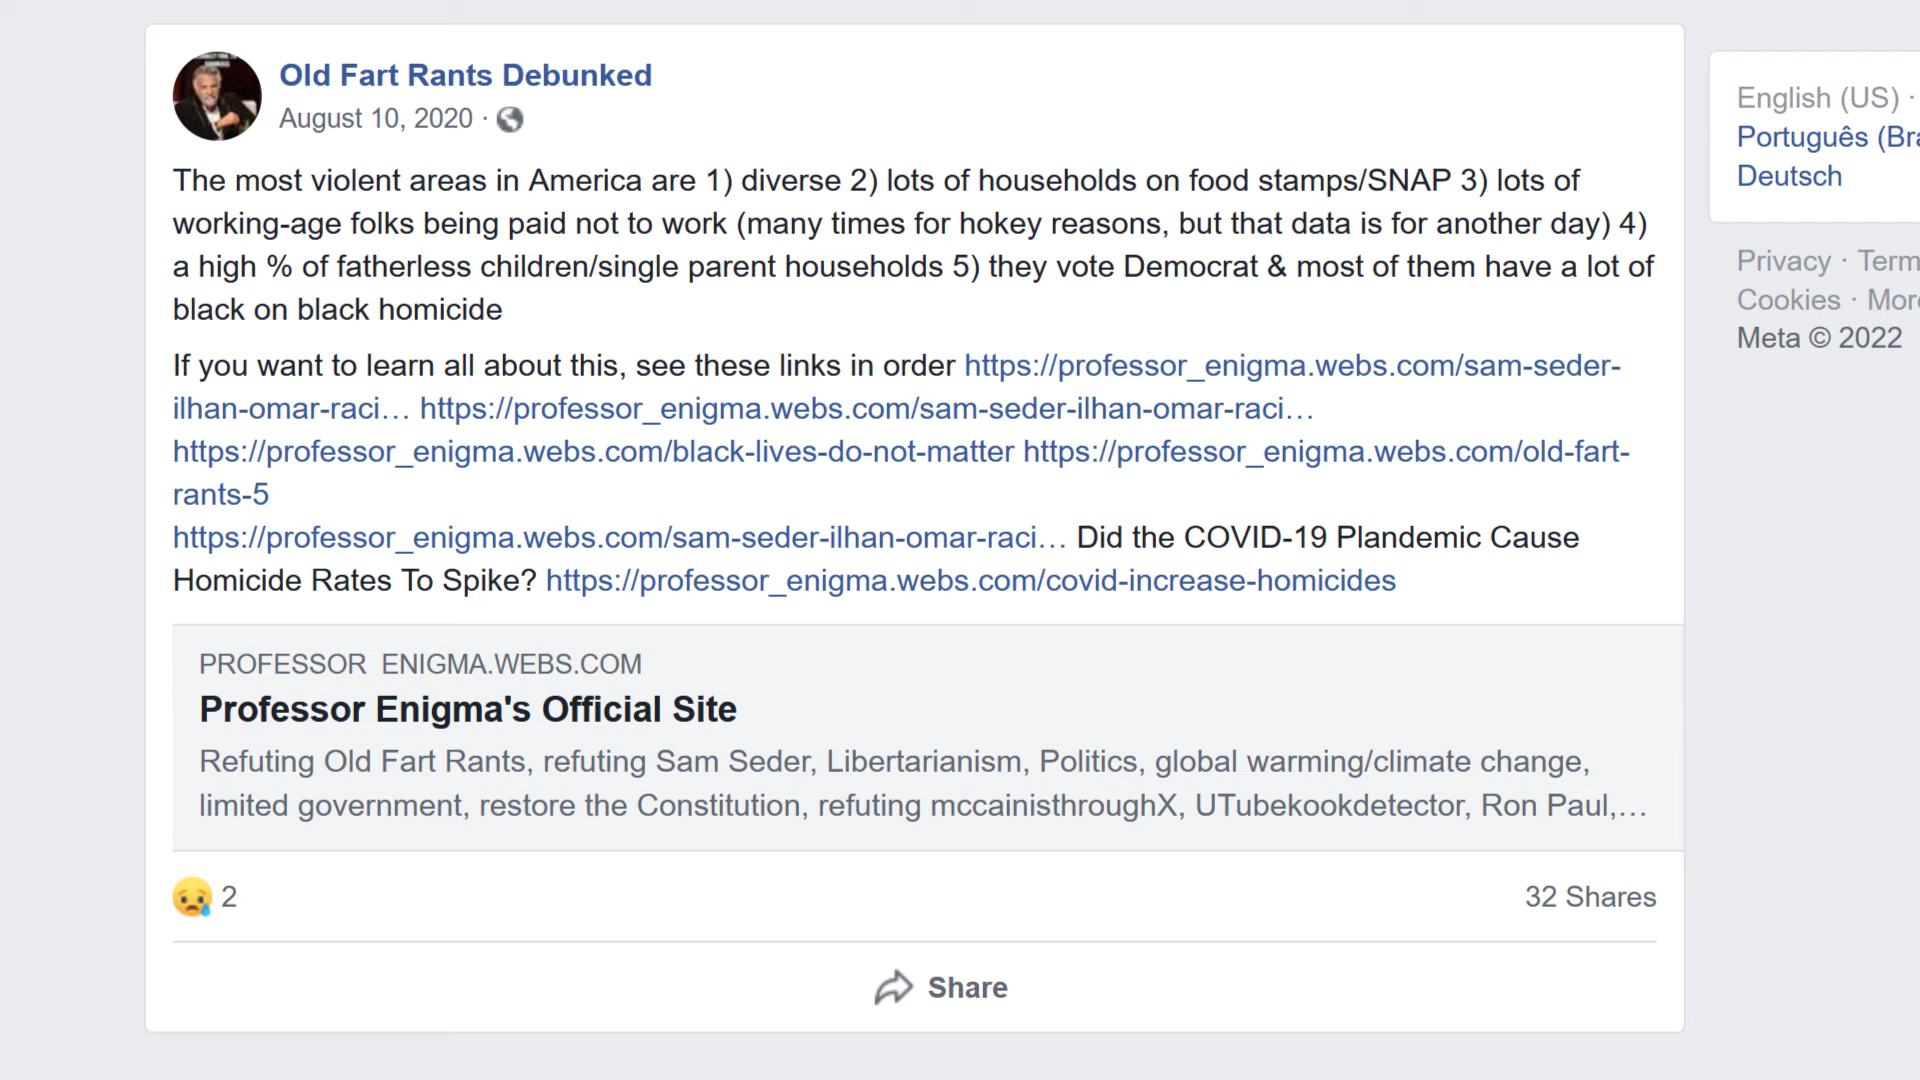 Old Fart Rants Debunked
August 10, 2020 ·
The most violent areas in America are 1) diverse 2) lots of households on food stamps/SNAP 3) lots of
working-age folks being paid not to work (many times for hokey reasons, but that data is for another day) 4)
a high % of fatherless children/single parent households 5) they vote Democrat & most of them have a lot of
black on black homicide
If you want to learn all about this, see these links in order https://professor_enigma.webs.com/sam-seder-
ilhan-omar-raci… https://professor_enigma.webs.com/sam-seder-ilhan-omar-raci…
https://professor_enigma.webs.com/black-lives-do-not-matter https://professor_enigma.webs.com/old-fart-
rants-5
https://professor_enigma.webs.com/sam-seder-ilhan-omar-raci… Did the COVID-19 Plandemic Cause
Homicide Rates To Spike? https://professor_enigma.webs.com/covid-increase-homicides
PROFESSOR ENIGMA.WEBS.COM
Professor Enigma's Official Site
Refuting Old Fart Rants, refuting Sam Seder, Libertarianism, Politics, global warming/climate change,
limited government, restore the Constitution, refuting mccainisthroughX, UTubekookdetector, Ron Paul,…
2
32 Shares
Share
English (US) ·
Português (Bra
Deutsch
Privacy · Term
Cookies · More
Meta © 2022